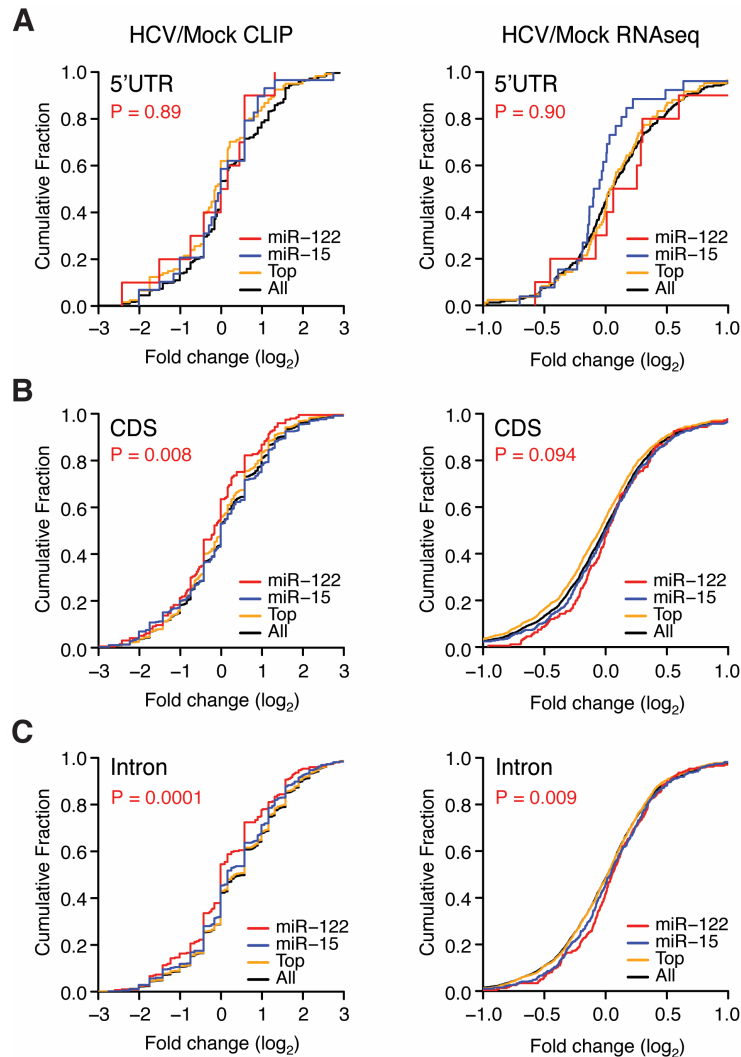 A
HCV/Mock CLIP
HCV/Mock RNAseq
5'UTR
P = 0.89
Cumulative Fraction
1.0
0.8
0.6
0.4
0.2
0.0
miR−122
miR−15
Top
All
−3 −2 −1 0 1 2 3
Fold change (log2)
5'UTR
P = 0.90
Cumulative Fraction
1.0
0.8
0.6
0.4
0.2
0.0
miR−122
miR−15
Top
All
−1.0 −0.5 0.0 0.5 1.0
Fold change (log2)
B
CDS
P = 0.008
Cumulative Fraction
1.0
0.8
0.6
0.4
0.2
0.0
miR−122
miR−15
Top
All
−3 −2 −1 0 1 2 3
Fold change (log2)
CDS
P = 0.094
Cumulative Fraction
1.0
0.8
0.6
0.4
0.2
0.0
miR−122
miR−15
Top
All
−1.0 −0.5 0.0 0.5 1.0
Fold change (log2)
C
Intron
P = 0.0001
Cumulative Fraction
1.0
0.8
0.6
0.4
0.2
0.0
miR−122
miR−15
Top
All
−3 −2 −1 0 1 2 3
Fold change (log2)
Intron
P = 0.009
Cumulative Fraction
1.0
0.8
0.6
0.4
0.2
0.0
miR−122
miR−15
Top
All
−1.0 −0.5 0.0 0.5 1.0
Fold change (log2)